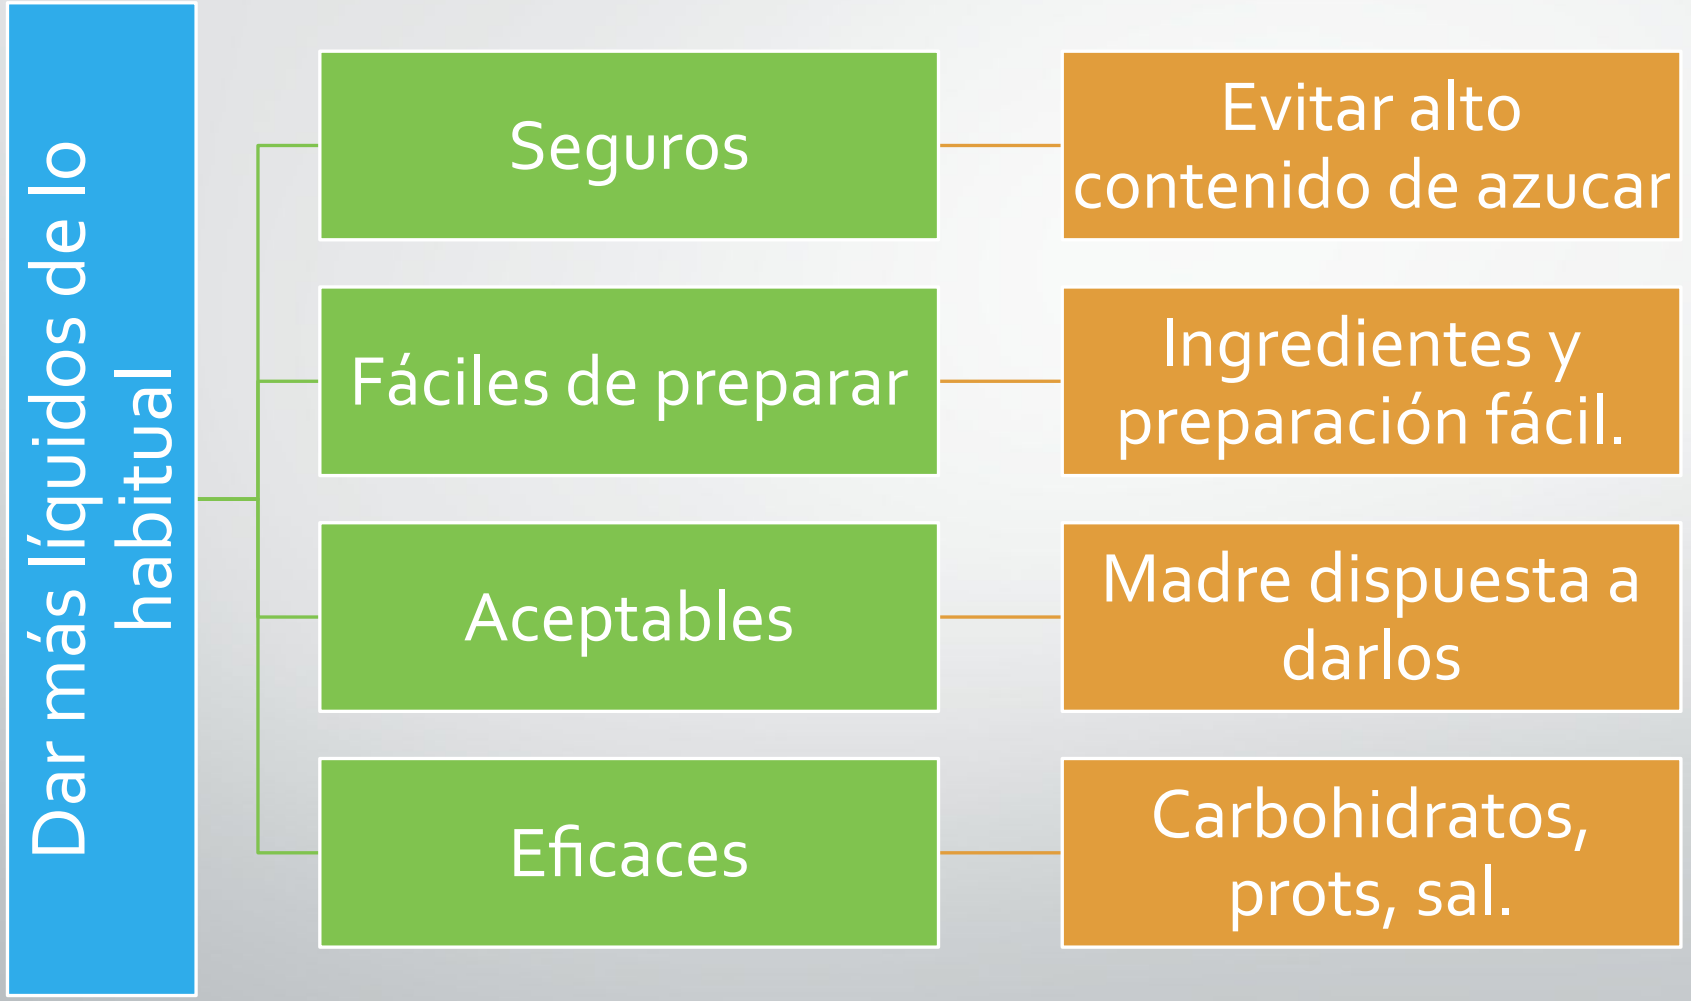 Dar más líquidos de lo
habitual
Seguros
Evitar alto
contenido de azucar
Fáciles de preparar
Ingredientes y
preparación fácil.
Aceptables
Madre dispuesta a
darlos
Eficaces
Carbohidratos,
prots, sal.